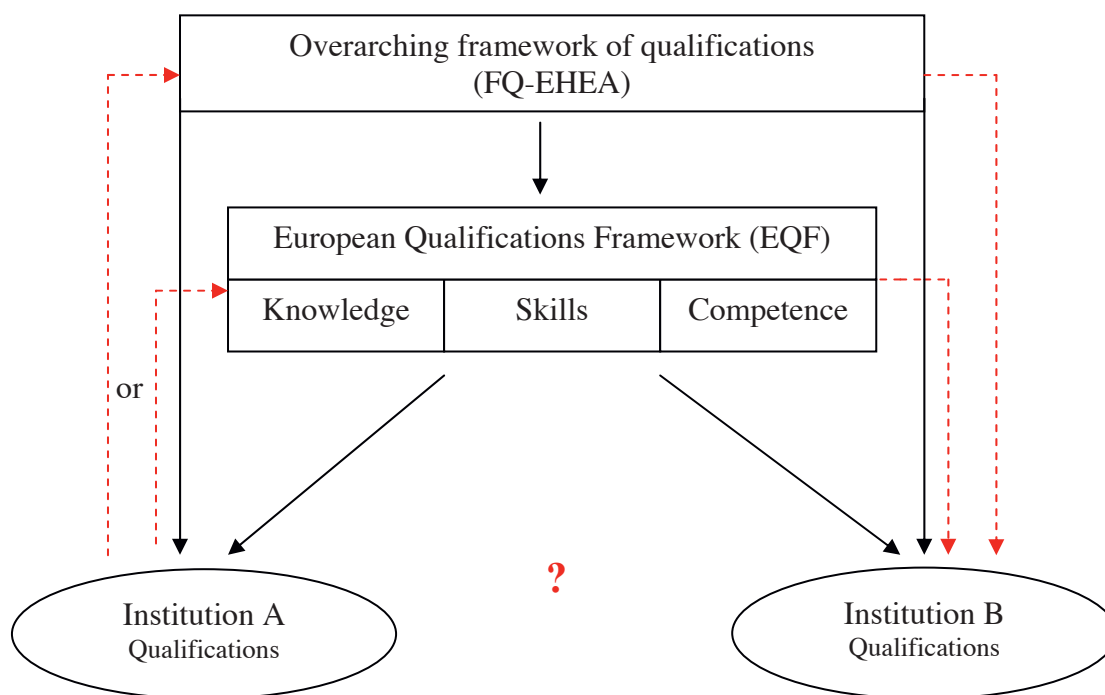 Overarching framework of qualifications
(FQ-EHEA)
European Qualifications Framework (EQF)
Knowledge Skills Competence
or
?
Institution A
Qualifications
Institution B
Qualifications